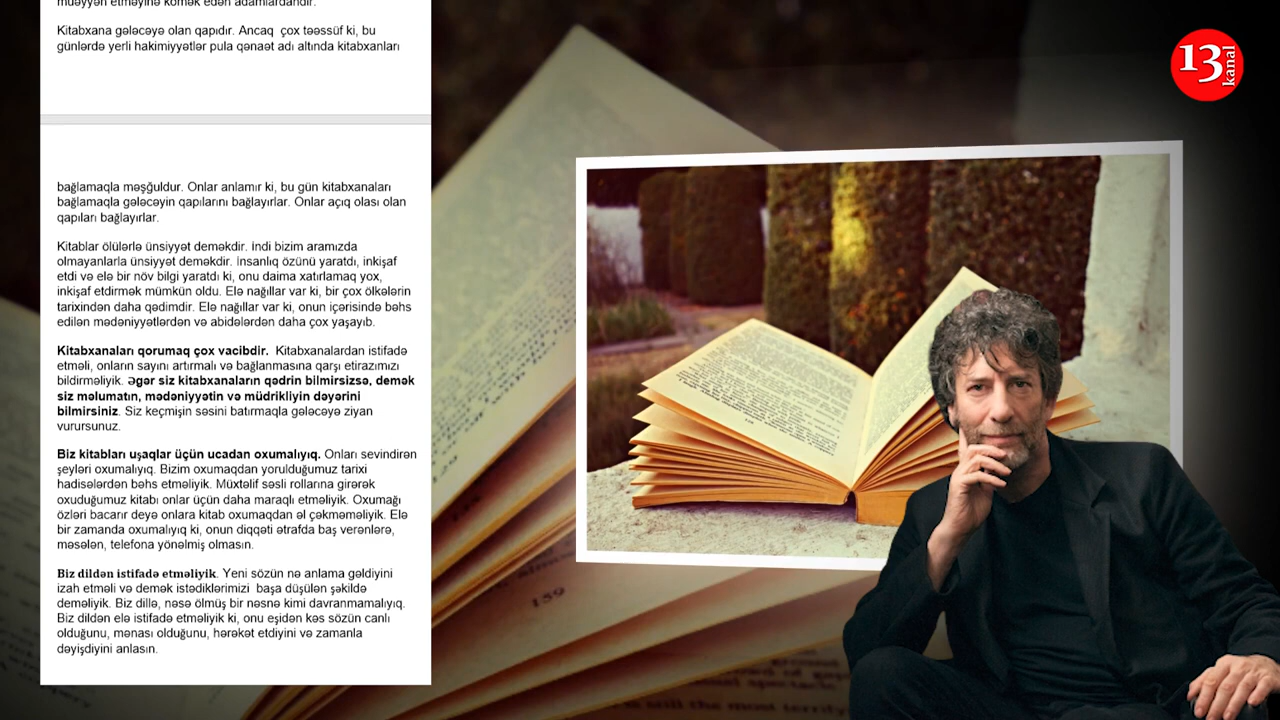 müəyyən etməyinə kömək edən adamlardandır.
Kitabxana gələcəyə olan qapıdır. Ancaq  çox təəssüf ki, bu
günlərdə yerli hakimiyyətlər pula qənaət adı altında kitabxanları
bağlamaqla məşğuldur. Onlar anlamır ki, bu gün kitabxanaları
bağlamaqla gələcəyin qapılarını bağlayırlar. Onlar açıq olası olan
qapıları bağlayırlar.
Kitablar ölülərlə ünsiyyət deməkdir. İndi bizim aramızda
olmayanlarla ünsiyyət deməkdir. İnsanlıq özünü yaratdı, inkişaf
etdi və elə bir növ bilgi yaratdı ki, onu daima xatırlamaq yox,
inkişaf etdirmək mümkün oldu. Elə nağıllar var ki, bir çox ölkələrin
tarixindən daha qədimdir. Elə nağıllar var ki, onun içərisində bəhs
edilən mədəniyyətlərdən və abidələrdən daha çox yaşayıb.
Kitabxanaları qorumaq çox vacibdir.  Kitabxanalardan istifadə
etməli, onların sayını artırmalı və bağlanmasına qarşı etirazımızı
bildirməliyik. Əgər siz kitabxanaların qədrin bilmirsizsə, demək
siz məlumatın, mədəniyyətin və müdrikliyin dəyərini
bilmirsiniz. Siz keçmişin səsini batırmaqla gələcəyə ziyan
vurursunuz.
Biz kitabları uşaqlar üçün ucadan oxumalıyıq. Onları sevindirən
şeyləri oxumalıyıq. Bizim oxumaqdan yorulduğumuz tarixi
hadisələrdən bəhs etməliyik. Müxtəlif səsli rollarına girərək
oxuduğumuz kitabı onlar üçün daha maraqlı etməliyik. Oxumağı
özləri bacarır deyə onlara kitab oxumaqdan əl çəkməməliyik. Elə
bir zamanda oxumalıyıq ki, onun diqqəti ətrafda baş verənlərə,
məsələn, telefona yönəlmiş olmasın.
Biz dildən istifadə etməliyik. Yeni sözün nə anlama gəldiyini
izah etməli və demək istədiklərimizi  başa düşülən şəkildə
deməliyik. Biz dillə, nəsə ölmüş bir nəsnə kimi davranmamalıyıq.
Biz dildən elə istifadə etməliyik ki, onu eşidən kəs sözün canlı
olduğunu, mənası olduğunu, hərəkət etdiyini və zamanla
dəyişdiyini anlasın.
13
kanal
159